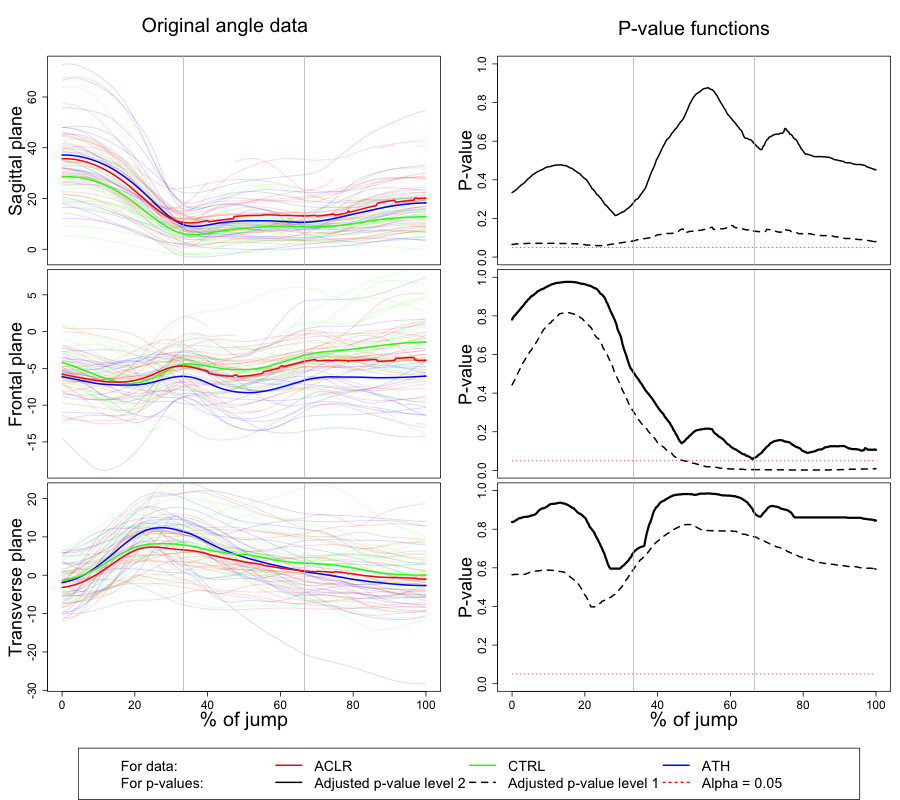 Original angle data
P-value functions
Sagittal plane
60
40
20
0
P-value
1.0
0.8
0.6
0.4
0.2
0.0
Frontal plane
5
0
-5
-10
-15
P-value
1.0
0.8
0.6
0.4
0.2
0.0
Transverse plane
20
10
0
-10
-20
-30
P-value
1.0
0.8
0.6
0.4
0.2
0.0
0 20 40 60 80 100
0 20 40 60 80 100
% of jump
% of jump
For data: ACLR CTRL ATH
For p-values: Adjusted p-value level 2 Adjusted p-value level 1 Alpha = 0.05